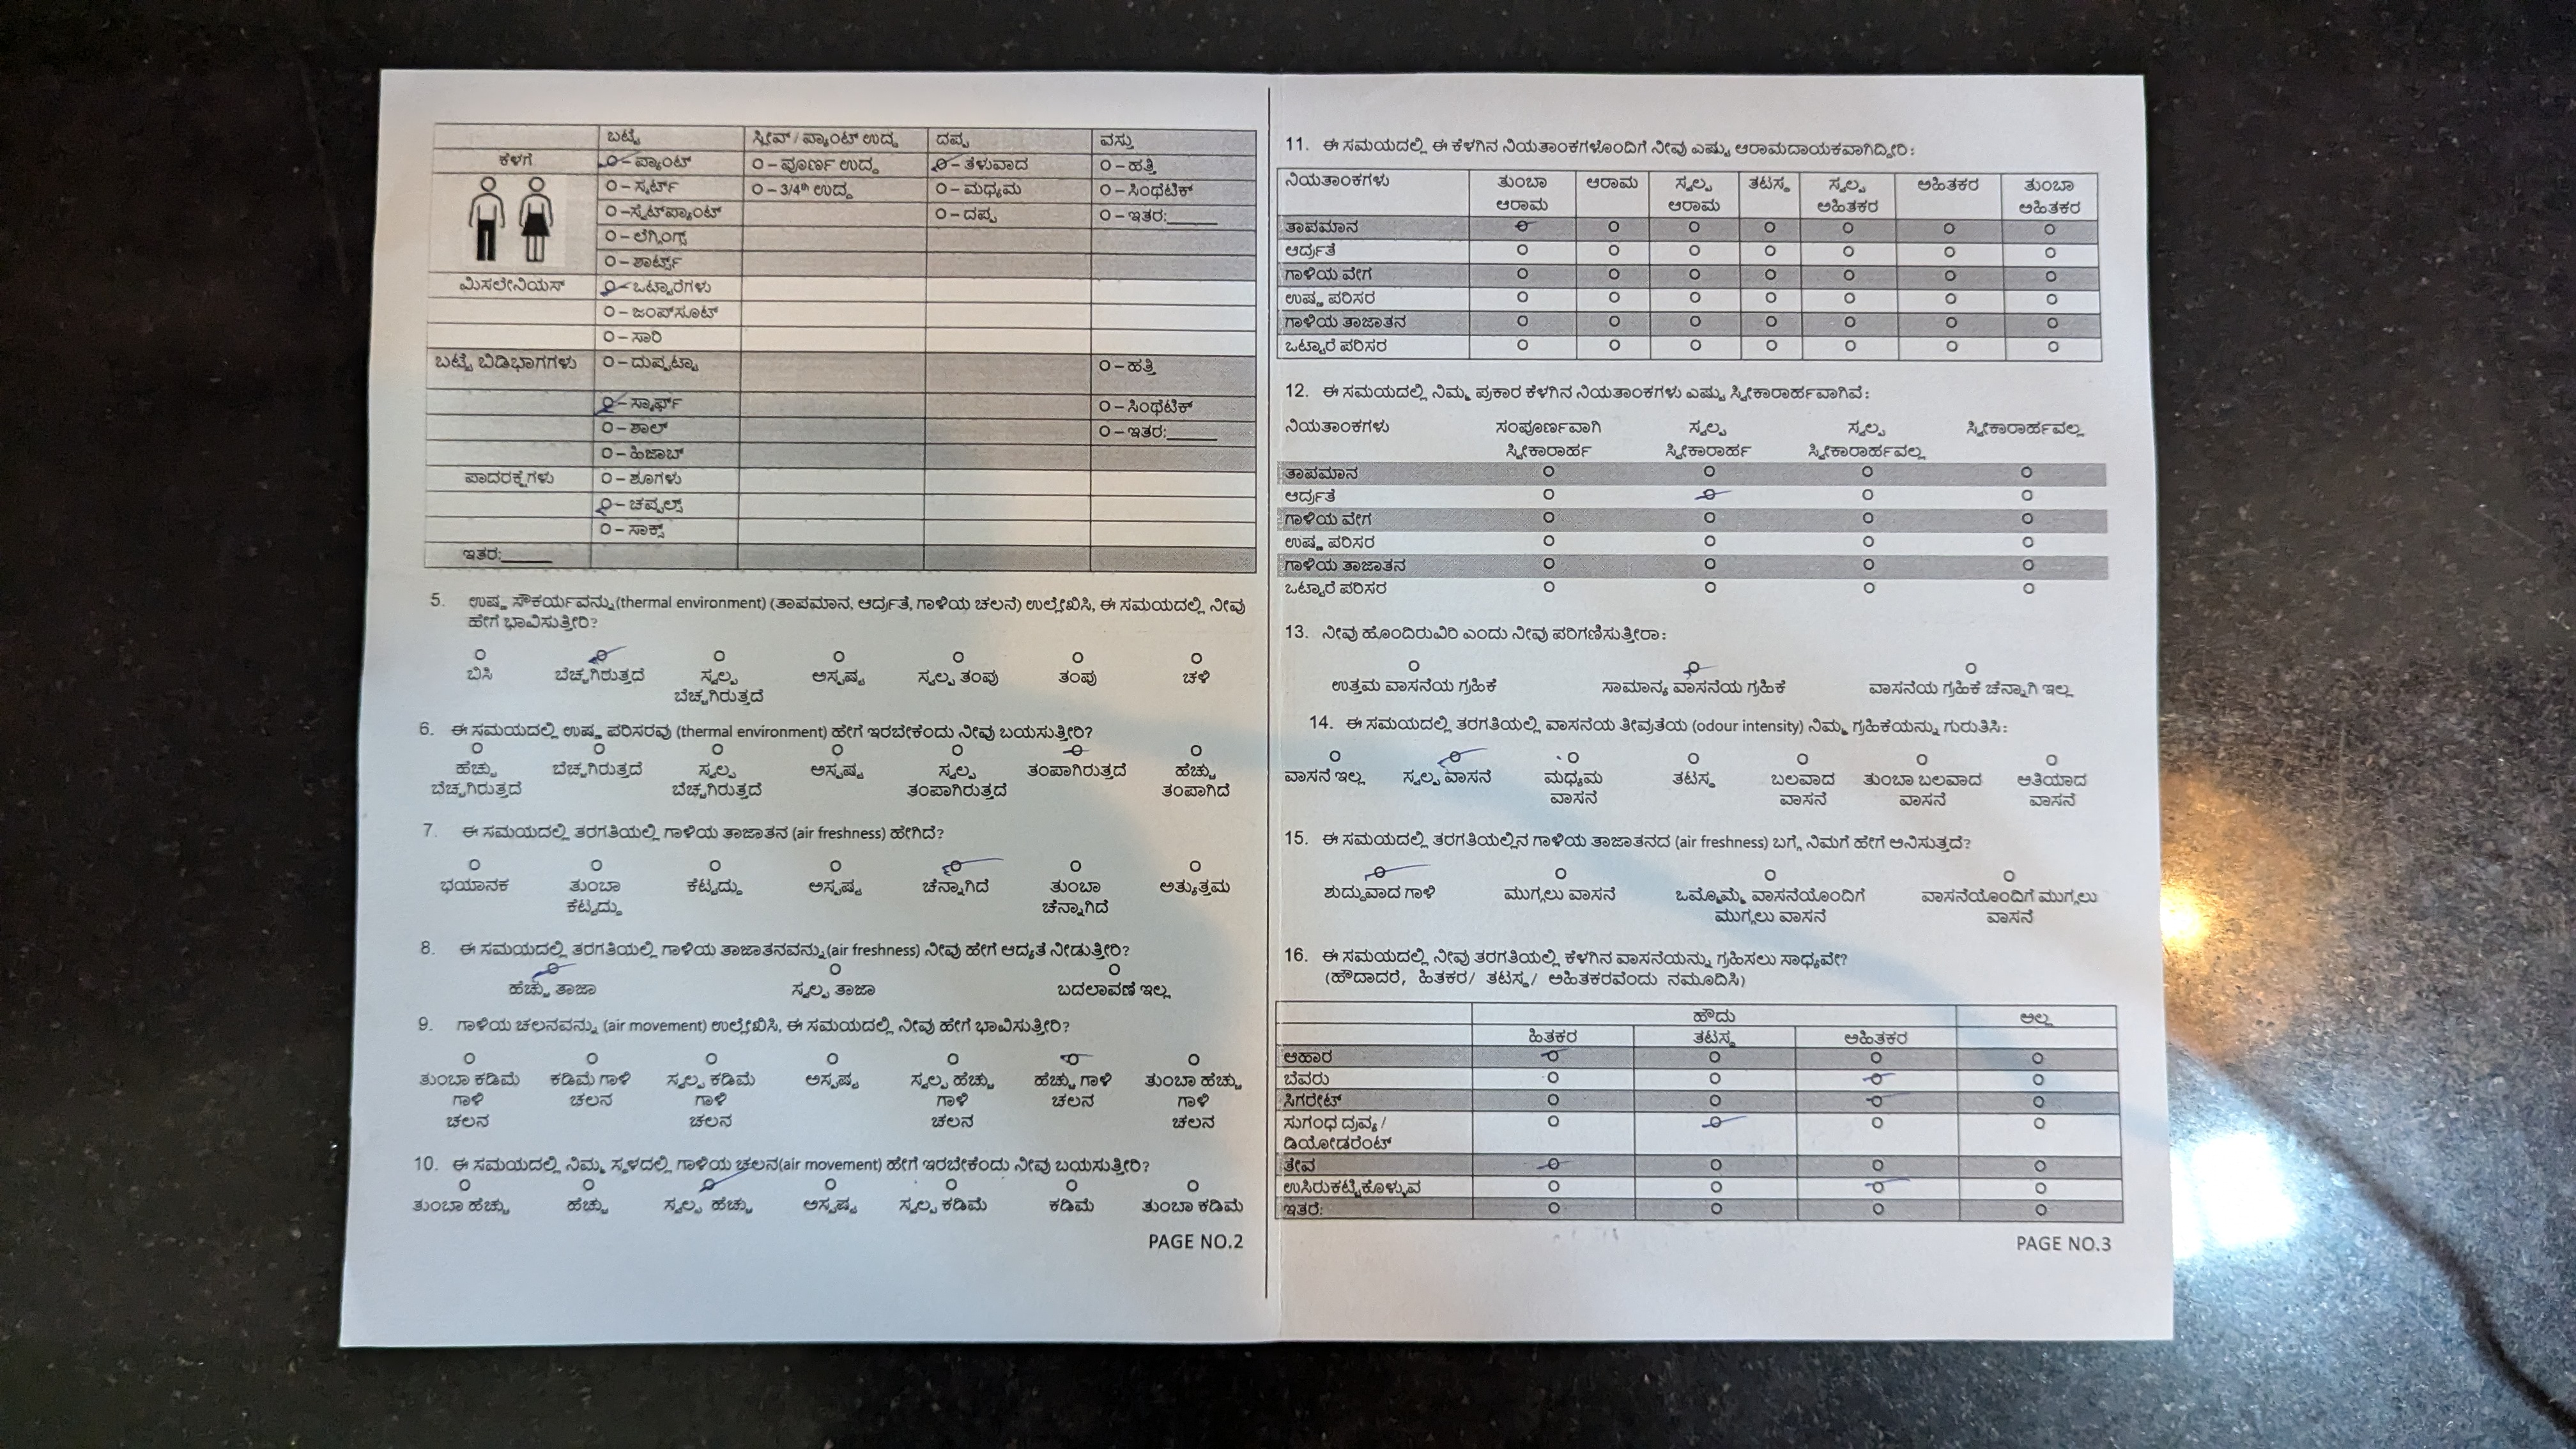 ಬಟ್ಟೆ ಸ್ಲೀವ್ / ಪ್ಯಾಂಟ್ ಉದ್ದ ದಪ್ಪ ವಸ್ತು
ಕೆಳಗೆ O – ಪ್ಯಾಂಟ್ O – ಪೂರ್ಣ ಉದ್ದ O – ತೆಳುವಾದ O – ಹತ್ತಿ
O – ಸ್ಕರ್ಟ್ O – 3/4th ಉದ್ದ O – ಮಧ್ಯಮ O – ಸಿಂಥೆಟಿಕ್
O –ಸ್ವೆಟ್‌ಪ್ಯಾಂಟ್ O – ದಪ್ಪ O – ಇತರ:______
O – ಲೆಗ್ಗಿಂಗ್ಸ್
O – ಶಾರ್ಟ್ಸ್
ಮಿಸಲೇನಿಯಸ್ O – ಒಟ್ಟಾರೆಗಳು
O – ಜಂಪ್‌ಸೂಟ್
O – ಸಾರಿ
ಬಟ್ಟೆ ಬಿಡಿಭಾಗಗಳು O – ದುಪ್ಪಟ್ಟಾ O – ಹತ್ತಿ
O – ಸ್ಕಾರ್ಫ್ O – ಸಿಂಥೆಟಿಕ್
O – ಶಾಲ್ O – ಇತರ:______
O – ಹಿಜಾಬ್
ಪಾದರಕ್ಷೆಗಳು O – ಶೂಗಳು
O – ಚಪ್ಪಲ್ಸ್
O – ಸಾಕ್ಸ್
ಇತರ:______
5. ಉಷ್ಣ ಸೌಕರ್ಯವನ್ನು(thermal environment) (ತಾಪಮಾನ, ಆರ್ದ್ರತೆ, ಗಾಳಿಯ ಚಲನೆ) ಉಲ್ಲೇಖಿಸಿ, ಈ ಸಮಯದಲ್ಲಿ ನೀವು
ಹೇಗೆ ಭಾವಿಸುತ್ತೀರಿ?
ಬಿಸಿ ಬೆಚ್ಚಗಿರುತ್ತದೆ ಸ್ವಲ್ಪ ಅಸ್ಪಷ್ಟ ಸ್ವಲ್ಪ ತಂಪು ತಂಪು ಚಳಿ
ಬೆಚ್ಚಗಿರುತ್ತದೆ
6. ಈ ಸಮಯದಲ್ಲಿ ಉಷ್ಣ ಪರಿಸರವು (thermal environment) ಹೇಗೆ ಇರಬೇಕೆಂದು ನೀವು ಬಯಸುತ್ತೀರಿ?
ಹೆಚ್ಚು ಬೆಚ್ಚಗಿರುತ್ತದೆ ಸ್ವಲ್ಪ ಅಸ್ಪಷ್ಟ ಸ್ವಲ್ಪ ತಂಪಾಗಿರುತ್ತದೆ ಹೆಚ್ಚು
ಬೆಚ್ಚಗಿರುತ್ತದೆ ಬೆಚ್ಚಗಿರುತ್ತದೆ ತಂಪಾಗಿರುತ್ತದೆ ತಂಪಾಗಿದೆ
7. ಈ ಸಮಯದಲ್ಲಿ ತರಗತಿಯಲ್ಲಿ ಗಾಳಿಯ ತಾಜಾತನ (air freshness) ಹೇಗಿದೆ?
ಭಯಾನಕ ತುಂಬಾ ಕೆಟ್ಟದ್ದು ಅಸ್ಪಷ್ಟ ಚೆನ್ನಾಗಿದೆ ತುಂಬಾ ಅತ್ಯುತ್ತಮ
ಕೆಟ್ಟದ್ದು ಚೆನ್ನಾಗಿದೆ
8. ಈ ಸಮಯದಲ್ಲಿ ತರಗತಿಯಲ್ಲಿ ಗಾಳಿಯ ತಾಜಾತನವನ್ನು(air freshness) ನೀವು ಹೇಗೆ ಆದ್ಯತೆ ನೀಡುತ್ತೀರಿ?
ಹೆಚ್ಚು ತಾಜಾ ಸ್ವಲ್ಪ ತಾಜಾ ಬದಲಾವಣೆ ಇಲ್ಲ
9. ಗಾಳಿಯ ಚಲನವನ್ನು (air movement) ಉಲ್ಲೇಖಿಸಿ, ಈ ಸಮಯದಲ್ಲಿ ನೀವು ಹೇಗೆ ಭಾವಿಸುತ್ತೀರಿ?
ತುಂಬಾ ಕಡಿಮೆ ಕಡಿಮೆ ಗಾಳಿ ಸ್ವಲ್ಪ ಕಡಿಮೆ ಅಸ್ಪಷ್ಟ ಸ್ವಲ್ಪ ಹೆಚ್ಚು ಹೆಚ್ಚು ಗಾಳಿ ತುಂಬಾ ಹೆಚ್ಚು
ಗಾಳಿ ಚಲನ ಗಾಳಿ ಗಾಳಿ ಚಲನ ಗಾಳಿ
ಚಲನ ಚಲನ ಚಲನ ಚಲನ
10. ಈ ಸಮಯದಲ್ಲಿ ನಿಮ್ಮ ಸ್ಥಳದಲ್ಲಿ ಗಾಳಿಯ ಚಲನ(air movement) ಹೇಗೆ ಇರಬೇಕೆಂದು ನೀವು ಬಯಸುತ್ತೀರಿ?
ತುಂಬಾ ಹೆಚ್ಚು ಹೆಚ್ಚು ಸ್ವಲ್ಪ ಹೆಚ್ಚು ಅಸ್ಪಷ್ಟ ಸ್ವಲ್ಪ ಕಡಿಮೆ ಕಡಿಮೆ ತುಂಬಾ ಕಡಿಮೆ
PAGE NO.2
11. ಈ ಸಮಯದಲ್ಲಿ ಈ ಕೆಳಗಿನ ನಿಯತಾಂಕಗಳೊಂದಿಗೆ ನೀವು ಎಷ್ಟು ಆರಾಮದಾಯಕವಾಗಿದ್ದೀರಿ:
ನಿಯತಾಂಕಗಳು ತುಂಬಾ ಆರಾಮ ಸ್ವಲ್ಪ ತಟಸ್ಥ ಸ್ವಲ್ಪ ಅಹಿತಕರ ತುಂಬಾ
ಆರಾಮ ಆರಾಮ ಅಹಿತಕರ ಅಹಿತಕರ
ತಾಪಮಾನ
ಆರ್ದ್ರತೆ
ಗಾಳಿಯ ವೇಗ
ಉಷ್ಣ ಪರಿಸರ
ಗಾಳಿಯ ತಾಜಾತನ
ಒಟ್ಟಾರೆ ಪರಿಸರ
12. ಈ ಸಮಯದಲ್ಲಿ ನಿಮ್ಮ ಪ್ರಕಾರ ಕೆಳಗಿನ ನಿಯತಾಂಕಗಳು ಎಷ್ಟು ಸ್ವೀಕಾರಾರ್ಹವಾಗಿವೆ:
ನಿಯತಾಂಕಗಳು ಸಂಪೂರ್ಣವಾಗಿ ಸ್ವಲ್ಪ ಸ್ವಲ್ಪ ಸ್ವೀಕಾರಾರ್ಹವಲ್ಲ
ಸ್ವೀಕಾರಾರ್ಹ ಸ್ವೀಕಾರಾರ್ಹ ಸ್ವೀಕಾರಾರ್ಹವಲ್ಲ
ತಾಪಮಾನ
ಆರ್ದ್ರತೆ
ಗಾಳಿಯ ವೇಗ
ಉಷ್ಣ ಪರಿಸರ
ಗಾಳಿಯ ತಾಜಾತನ
ಒಟ್ಟಾರೆ ಪರಿಸರ
13. ನೀವು ಹೊಂದಿರುವಿರಿ ಎಂದು ನೀವು ಪರಿಗಣಿಸುತ್ತೀರಾ:
ಉತ್ತಮ ವಾಸನೆಯ ಗ್ರಹಿಕೆ ಸಾಮಾನ್ಯ ವಾಸನೆಯ ಗ್ರಹಿಕೆ ವಾಸನೆಯ ಗ್ರಹಿಕೆ ಚೆನ್ನಾಗಿ ಇಲ್ಲ
14. ಈ ಸಮಯದಲ್ಲಿ ತರಗತಿಯಲ್ಲಿ ವಾಸನೆಯ ತೀವ್ರತೆಯ (odour intensity) ನಿಮ್ಮ ಗ್ರಹಿಕೆಯನ್ನು ಗುರುತಿಸಿ:
ವಾಸನೆ ಇಲ್ಲ ಸ್ವಲ್ಪ ವಾಸನೆ ಮಧ್ಯಮ ತಟಸ್ಥ ಬಲವಾದ ತುಂಬಾ ಬಲವಾದ ಅತಿಯಾದ
ವಾಸನೆ ವಾಸನೆ ವಾಸನೆ ವಾಸನೆ
15. ಈ ಸಮಯದಲ್ಲಿ ತರಗತಿಯಲ್ಲಿನ ಗಾಳಿಯ ತಾಜಾತನದ (air freshness) ಬಗ್ಗೆ ನಿಮಗೆ ಹೇಗೆ ಅನಿಸುತ್ತದೆ?
ಶುದ್ಧವಾದ ಗಾಳಿ ಮುಗ್ಗಲು ವಾಸನೆ ಒಮ್ಮೊಮ್ಮೆ ವಾಸನೆಯೊಂದಿಗೆ ವಾಸನೆಯೊಂದಿಗೆ ಮುಗ್ಗಲು
ಮುಗ್ಗಲು ವಾಸನೆ ವಾಸನೆ
16. ಈ ಸಮಯದಲ್ಲಿ ನೀವು ತರಗತಿಯಲ್ಲಿ ಕೆಳಗಿನ ವಾಸನೆಯನ್ನು ಗ್ರಹಿಸಲು ಸಾಧ್ಯವೇ?
(ಹೌದಾದರೆ, ಹಿತಕರ/ ತಟಸ್ಥ/ ಅಹಿತಕರವೆಂದು ನಮೂದಿಸಿ)
ಹೌದು ಅಲ್ಲ
ಹಿತಕರ ತಟಸ್ಥ ಅಹಿತಕರ
ಆಹಾರ
ಬೆವರು
ಸಿಗರೇಟ್
ಸುಗಂಧ ದ್ರವ್ಯ /
ಡಿಯೋಡರೆಂಟ್
ತೇವ
ಉಸಿರುಕಟ್ಟಿಕೊಳ್ಳುವ
ಇತರೆ:
PAGE NO.3